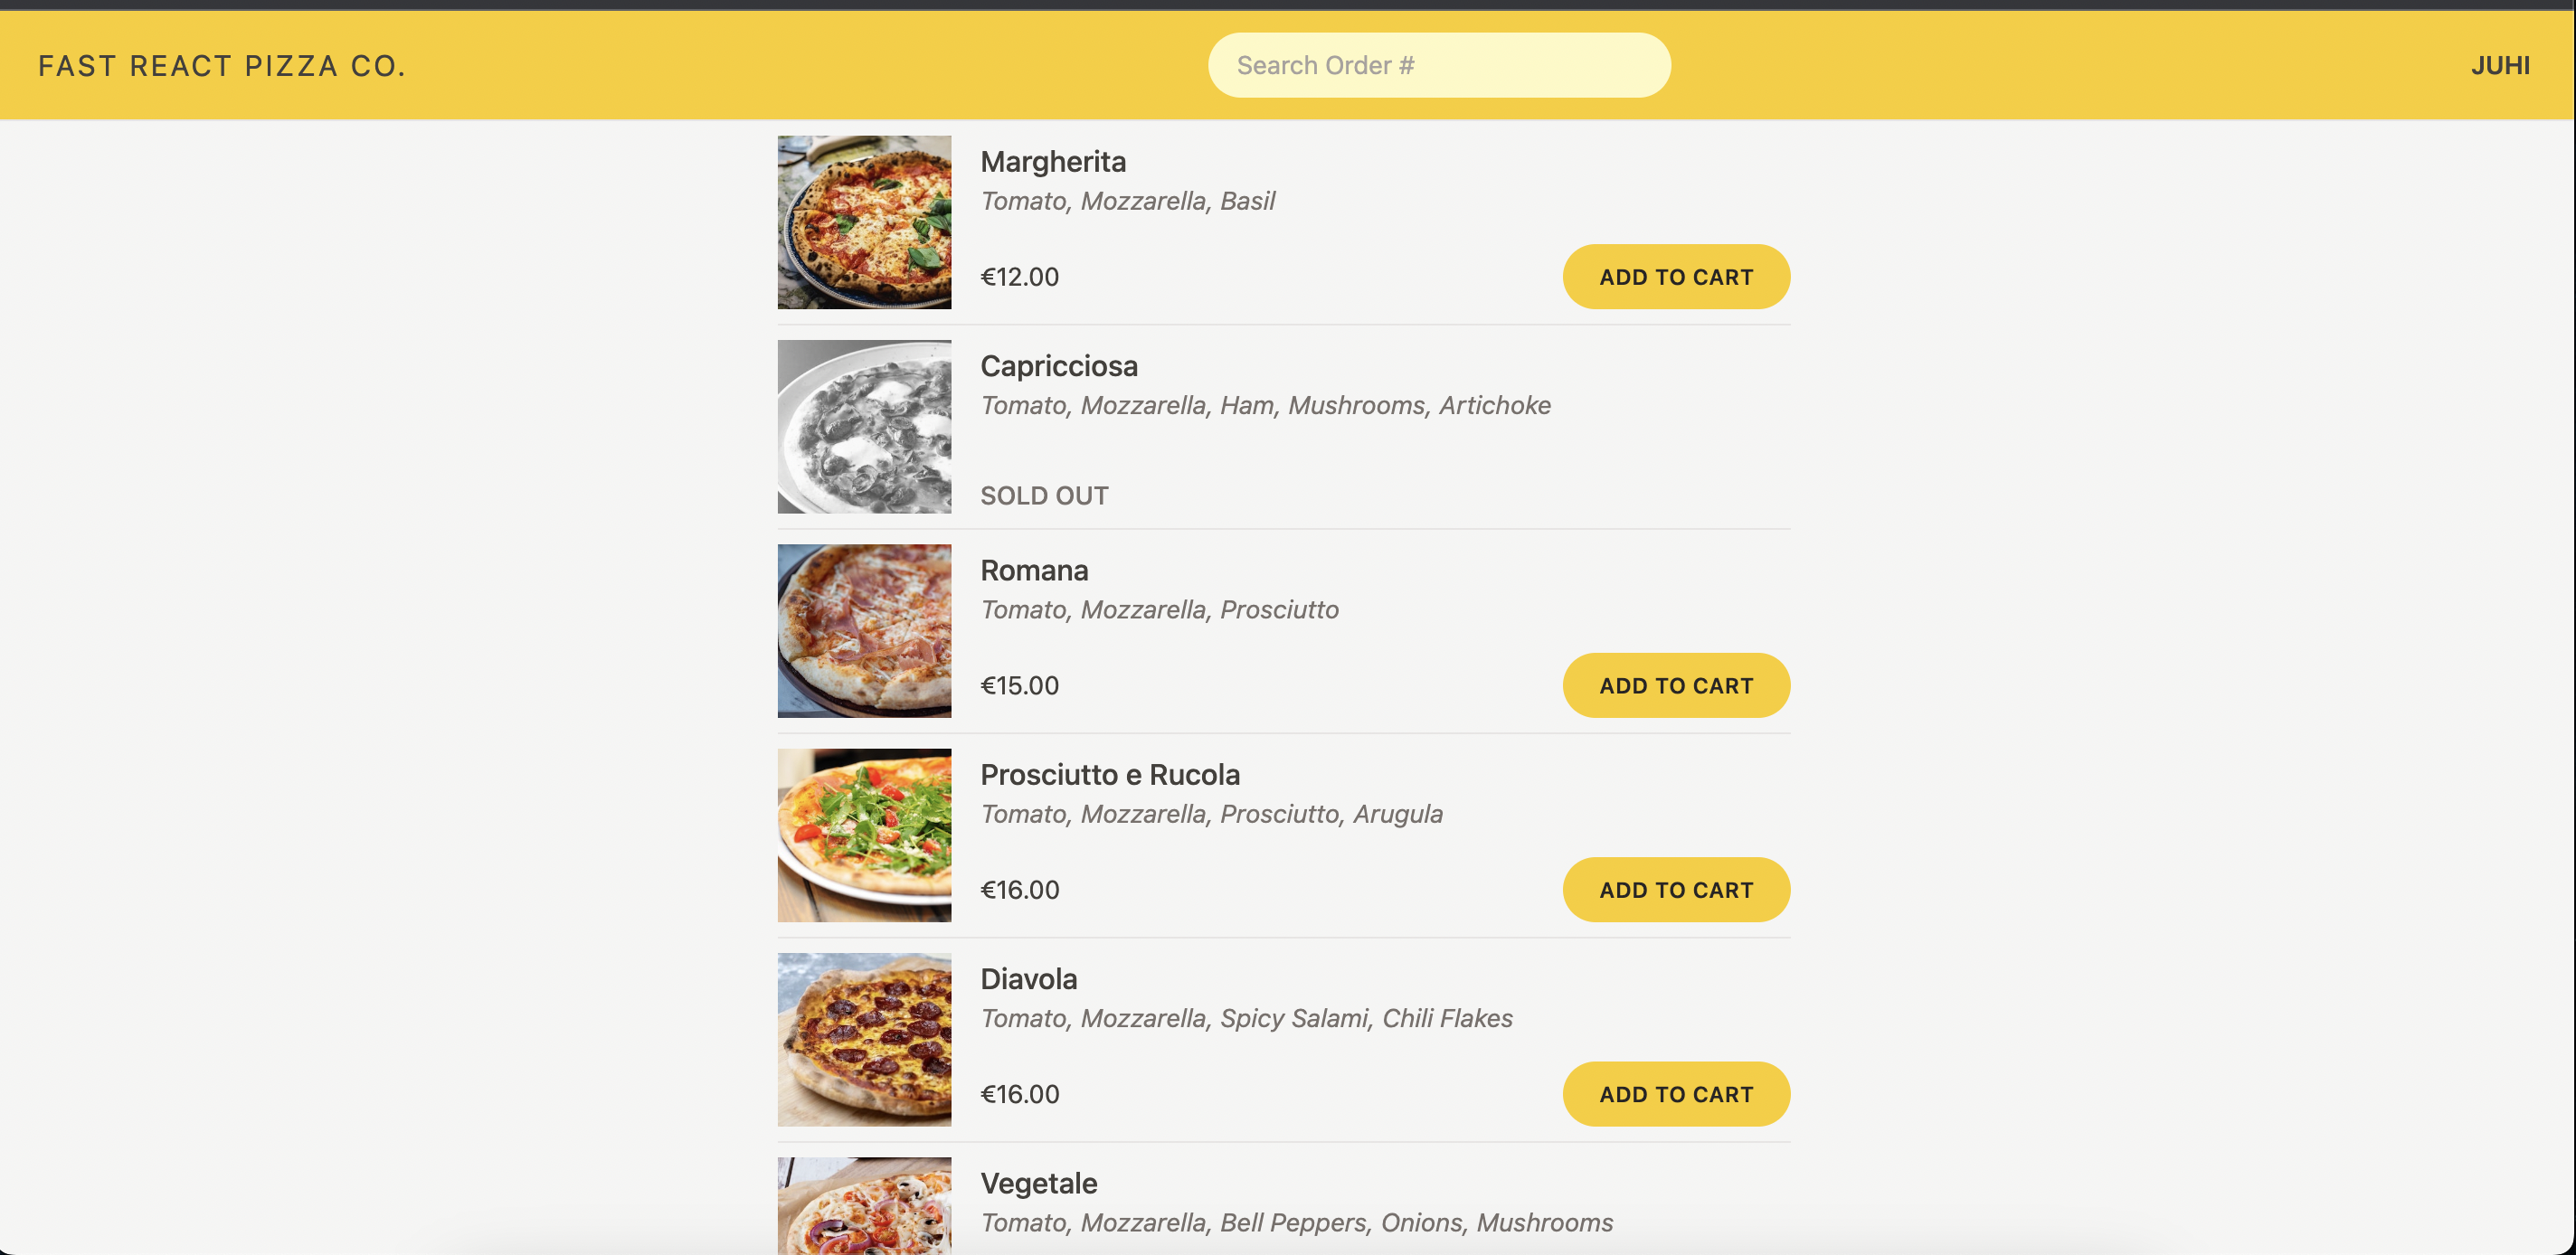 FAST REACT PIZZA CO.
Search Order #
JUHI
Margherita
Tomato, Mozzarella, Basil
€12.00
ADD TO CART
Capricciosa
Tomato, Mozzarella, Ham, Mushrooms, Artichoke
SOLD OUT
Romana
Tomato, Mozzarella, Prosciutto
€15.00
ADD TO CART
Prosciutto e Rucola
Tomato, Mozzarella, Prosciutto, Arugula
€16.00
ADD TO CART
Diavola
Tomato, Mozzarella, Spicy Salami, Chili Flakes
€16.00
ADD TO CART
Vegetale
Tomato, Mozzarella, Bell Peppers, Onions, Mushrooms